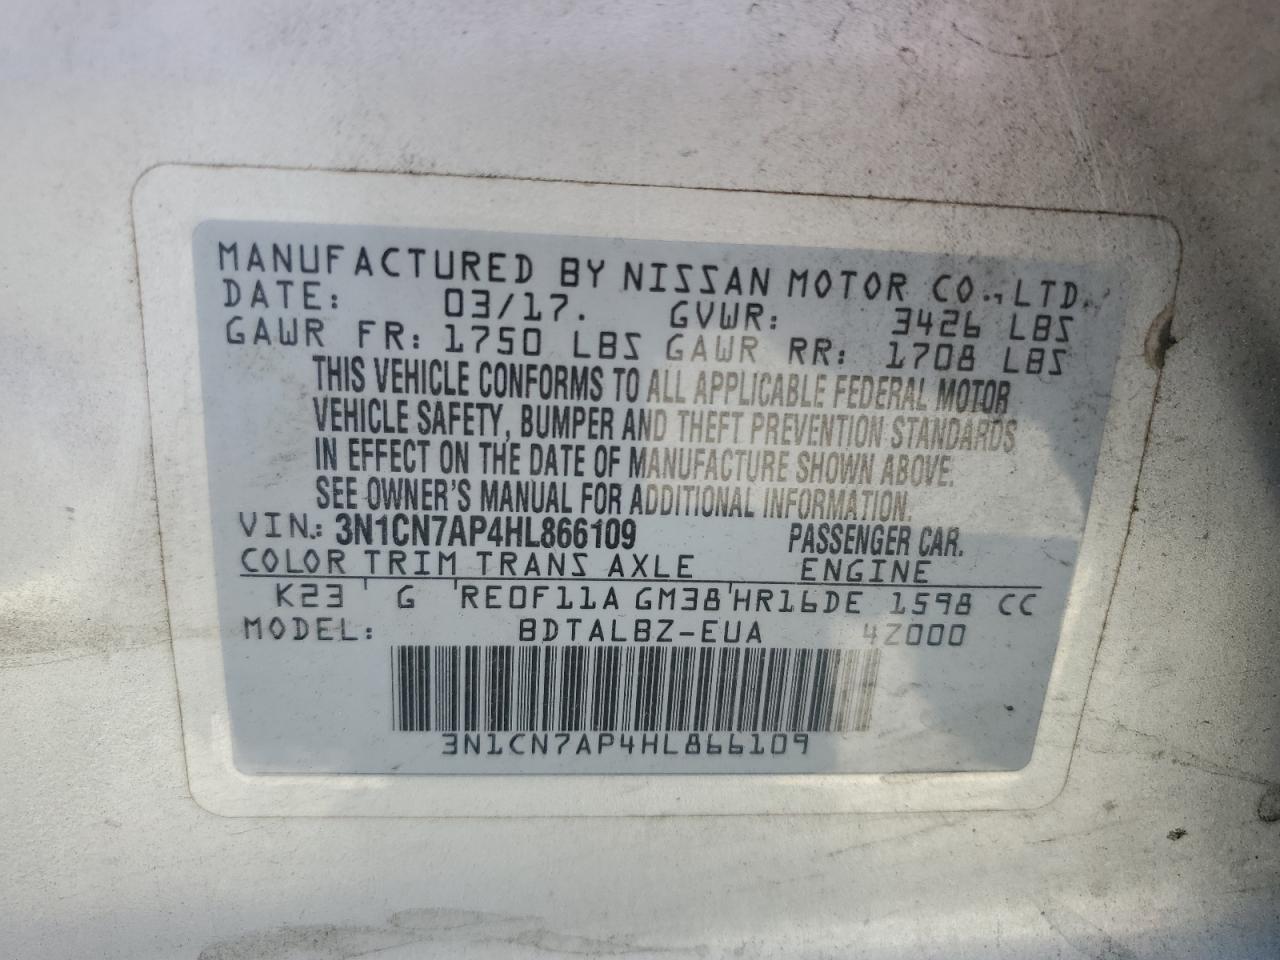 MANUFACTURED BY NISSAN MOTOR CO., LTD.
DATE: 03/17. GVWR: 3426 LBS
GAWR FR: 1750 LBS GAWR RR: 1708 LBS
THIS VEHICLE CONFORMS TO ALL APPLICABLE FEDERAL MOTOR
VEHICLE SAFETY, BUMPER AND THEFT PREVENTION STANDARDS
IN EFFECT ON THE DATE OF MANUFACTURE SHOWN ABOVE.
SEE OWNER'S MANUAL FOR ADDITIONAL INFORMATION.
VIN.: 3N1CN7AP4HL866109 PASSENGER CAR.
COLOR TRIM TRANS AXLE ENGINE
K23 G RE0F11A GM38 HR16DE 1598 CC
MODEL: BDTALBZ-EUA 4Z000
3N1CN7AP4HL866109